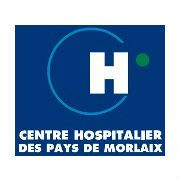 H
CENTRE HOSPITALIER
DES PAYS DE MORLAIX